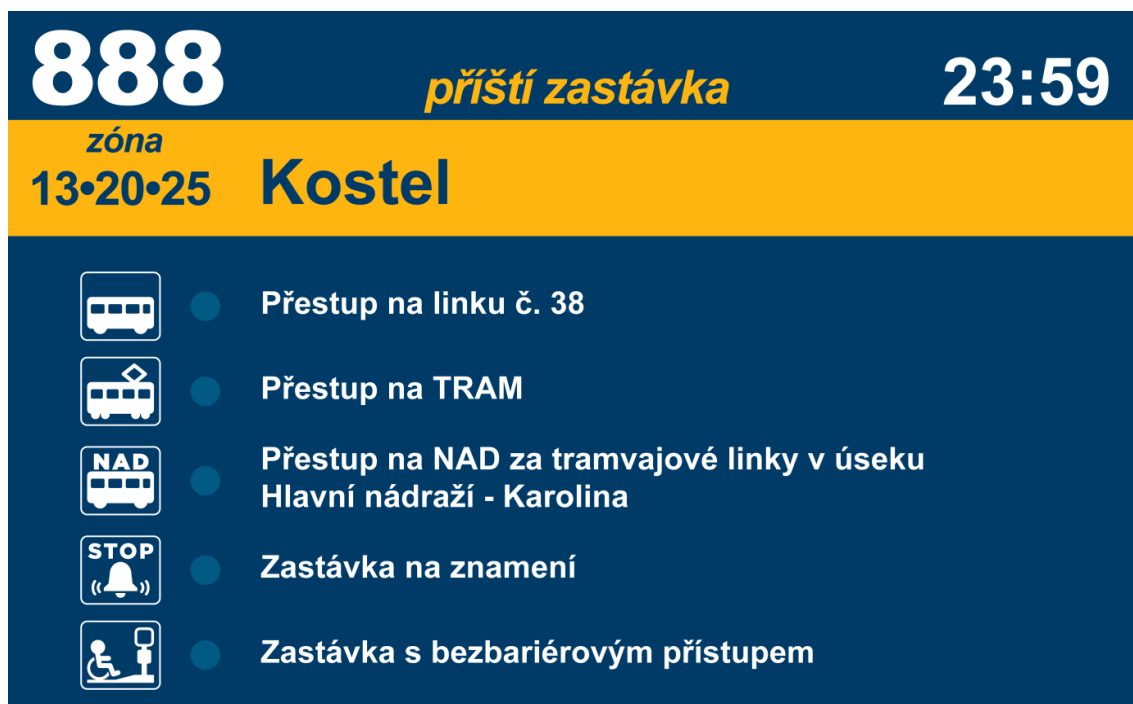 888
příští zastávka
23:59
zóna
13•20•25
Kostel
Přestup na linku č. 38
Přestup na TRAM
NAD
Přestup na NAD za tramvajové linky v úseku
Hlavní nádraží - Karolina
STOP
Zastávka na znamení
Zastávka s bezbariérovým přístupem